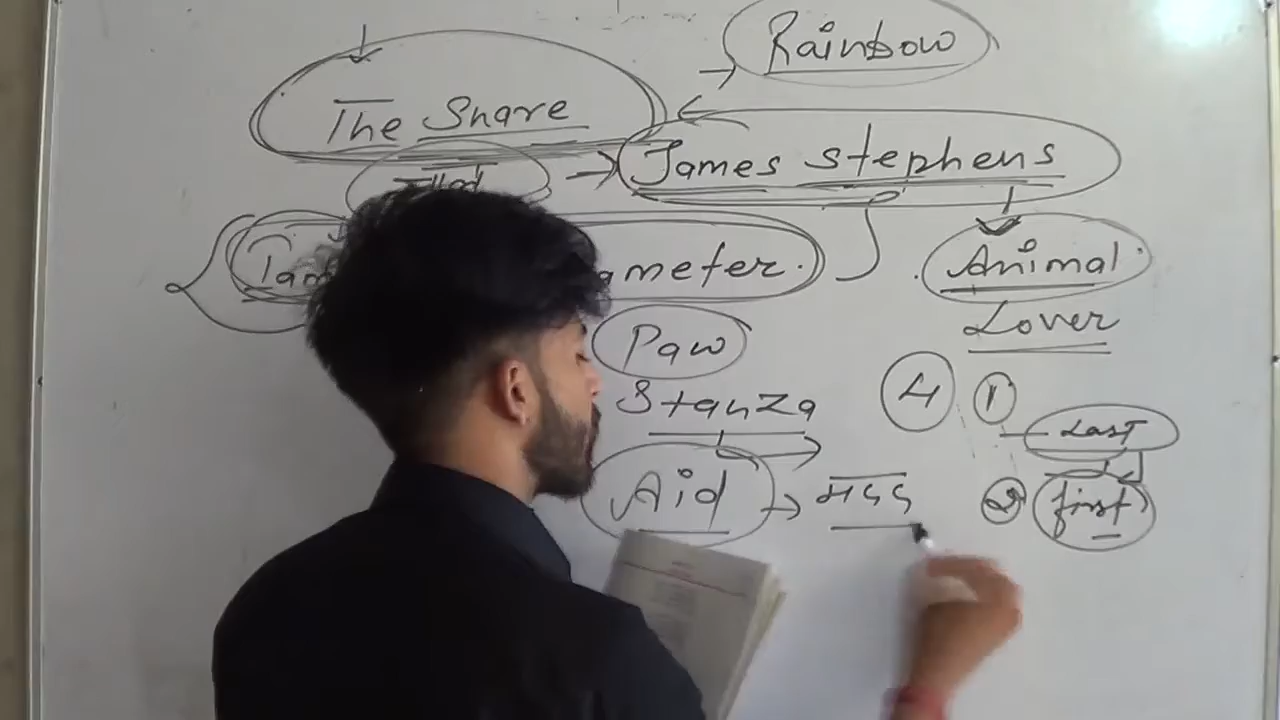 Rainbow
The Snare
James Stephens
ameter.
Animal
Lover
Paw
Stanza
4 1
Last
Aid → मदद
2 first